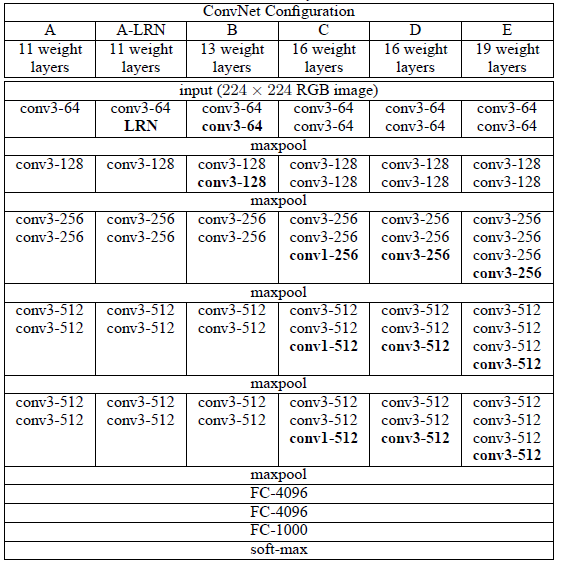 ConvNet Configuration
A A-LRN B C D E
11 weight 11 weight 13 weight 16 weight 16 weight 19 weight
layers layers layers layers layers layers
input (224 × 224 RGB image)
conv3-64 conv3-64 conv3-64 conv3-64 conv3-64 conv3-64
LRN conv3-64 conv3-64 conv3-64 conv3-64
maxpool
conv3-128 conv3-128 conv3-128 conv3-128 conv3-128 conv3-128
conv3-128 conv3-128 conv3-128 conv3-128
maxpool
conv3-256 conv3-256 conv3-256 conv3-256 conv3-256 conv3-256
conv3-256 conv3-256 conv3-256 conv3-256 conv3-256 conv3-256
conv1-256 conv3-256 conv3-256
conv3-256
maxpool
conv3-512 conv3-512 conv3-512 conv3-512 conv3-512 conv3-512
conv3-512 conv3-512 conv3-512 conv3-512 conv3-512 conv3-512
conv1-512 conv3-512 conv3-512
conv3-512
maxpool
conv3-512 conv3-512 conv3-512 conv3-512 conv3-512 conv3-512
conv3-512 conv3-512 conv3-512 conv3-512 conv3-512 conv3-512
conv1-512 conv3-512 conv3-512
conv3-512
maxpool
FC-4096
FC-4096
FC-1000
soft-max